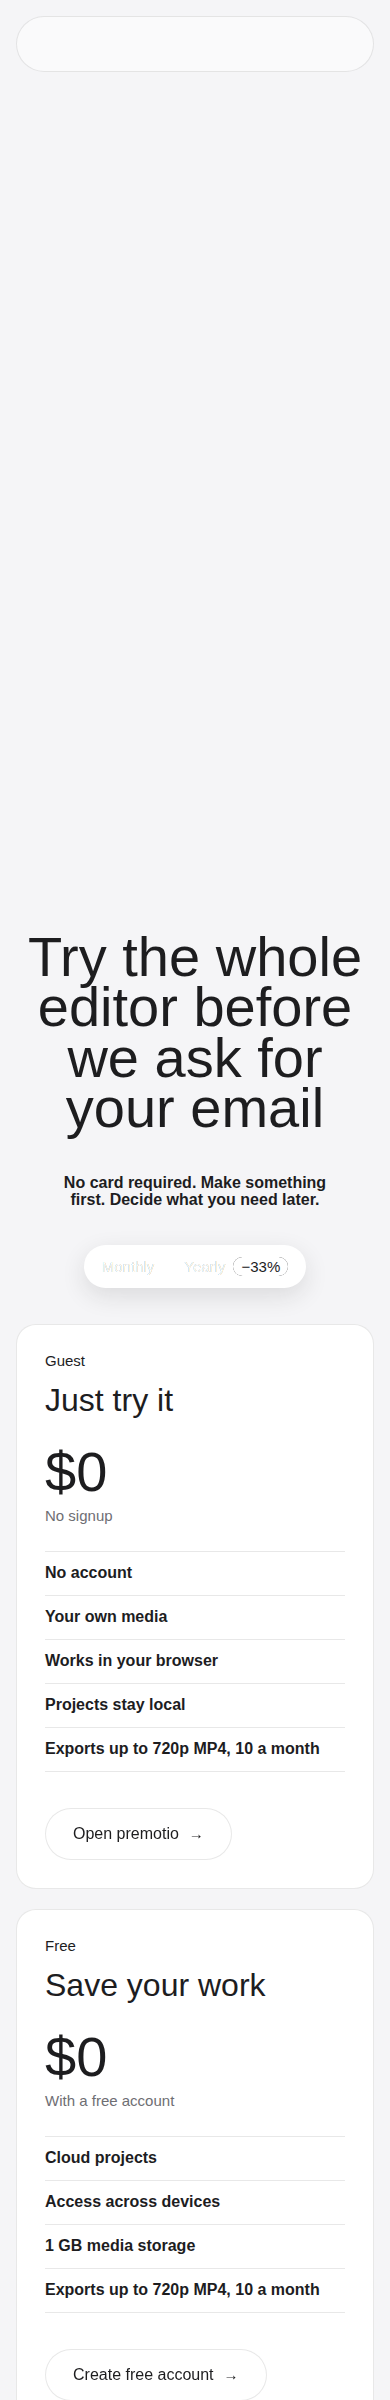 Try the whole
editor before
we ask for
your email
No card required. Make something
first. Decide what you need later.
Monthly Yearly −33%
Guest
Just try it
$0
No signup
No account
Your own media
Works in your browser
Projects stay local
Exports up to 720p MP4, 10 a month
Open premotio →
Free
Save your work
$0
With a free account
Cloud projects
Access across devices
1 GB media storage
Exports up to 720p MP4, 10 a month
Create free account →